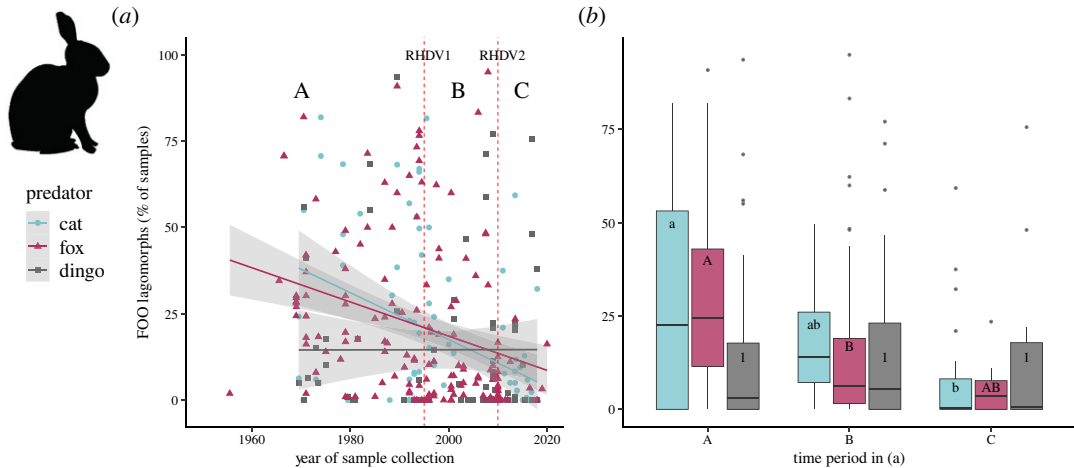 (a)
RHDV1 RHDV2
A B C
FOO lagomorphs (% of samples)
100
75
50
25
0
1960 1980 2000 2020
year of sample collection
predator
cat
fox
dingo
(b)
75
50
25
0
a A 1
ab B 1
b AB 1
A B C
time period in (a)